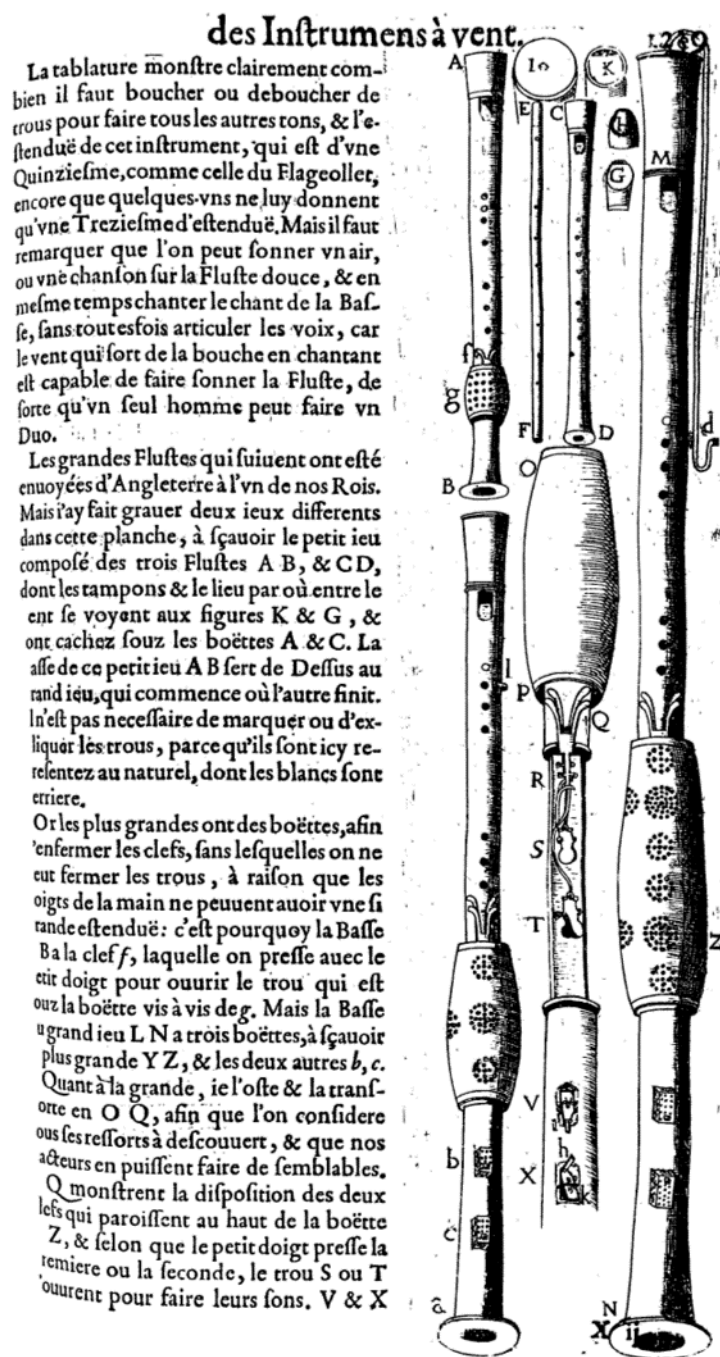 des Inſtrumens à vent.
La tablature monſtre clairement com-
bien il faut boucher ou deboucher de
trous pour faire tous les autres tons, & l'e-
ſtenduë de cet inſtrument, qui eſt d'vne
Quinzieſme, comme celle du Flageollet,
encore que quelques-vns ne luy donnent
qu'vne Trezieſme d'eſtenduë. Mais il faut
remarquer que l'on peut ſonner vn air,
ou vne chanſon ſur la Fluſte douce, & en
meſme temps chanter le chant de la Baſ-
ſe, ſans toutesfois articuler les voix, car
le vent qui ſort de la bouche en chantant
eſt capable de faire ſonner la Fluſte, de
ſorte qu'vn ſeul homme peut faire vn
Duo.
Les grandes Fluſtes qui ſuiuent ont eſté
enuoyées d'Angleterre à l'vn de nos Rois.
Mais i'ay fait grauer deux ieux differents
dans cette planche, à ſçauoir le petit ieu
compoſé des trois Fluſtes A B, & CD,
dont les tampons & le lieu par où entre le
ent ſe voyent aux figures K & G, &
ont cachez ſouz les boëttes A & C. La
aſſe de ce petit ieu A B ſert de Deſſus au
rand ieu, qui commence où l'autre finit.
l n'eſt pas neceſſaire de marquer ou d'ex-
liquer les trous, parce qu'ils ſont icy re-
reſentez au naturel, dont les blancs ſont
erriere.
Or les plus grandes ont des boëttes, afin
'enfermer les clefs, ſans leſquelles on ne
eut fermer les trous, à raiſon que les
oigts de la main ne peuuent auoir vne ſi
rande eſtenduë: c'eſt pourquoy la Baſſe
B a la clef f, laquelle on preſſe auec le
etit doigt pour ouurir le trou qui eſt
ouz la boëtte vis à vis de g. Mais la Baſſe
u grand ieu L N a trois boëttes, à ſçauoir
plus grande Y Z, & les deux autres b, c.
Quant à la grande, ie l'oſte & la tranſ-
orte en O Q, afin que l'on conſidere
ous ſes reſſorts à deſcouuert, & que nos
acteurs en puiſſent faire de ſemblables.
Q monſtrent la diſpoſition des deux
lefs qui paroiſſent au haut de la boëtte
Z, & ſelon que le petit doigt preſſe la
remiere ou la ſeconde, le trou S ou T
'ouurent pour faire leurs ſons. V & X
A
K
E
C
h
G
M
f
g
F
D
d
O
B
l
P
Q
R
S
T
Z
V
b
h
X
k
c
a
N
X ij